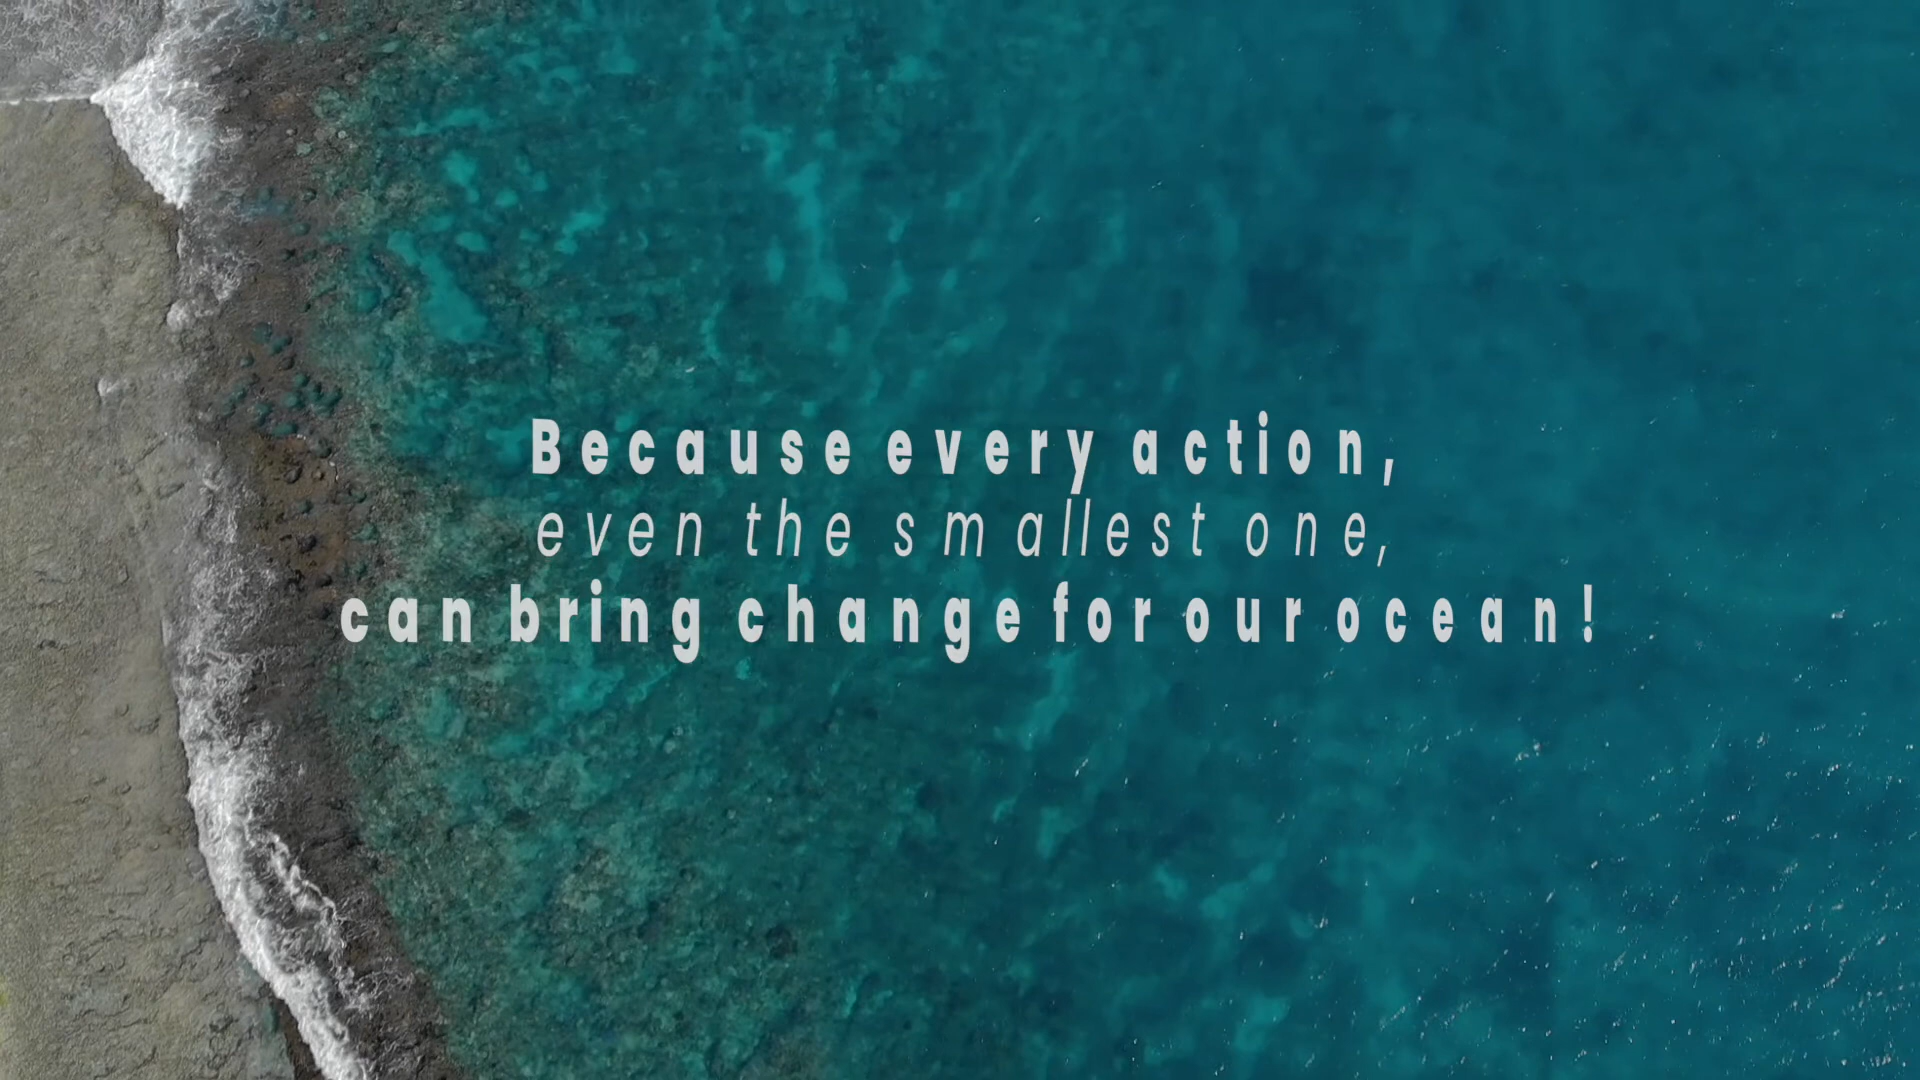 Because every action,
even the smallest one,
can bring change for our ocean!